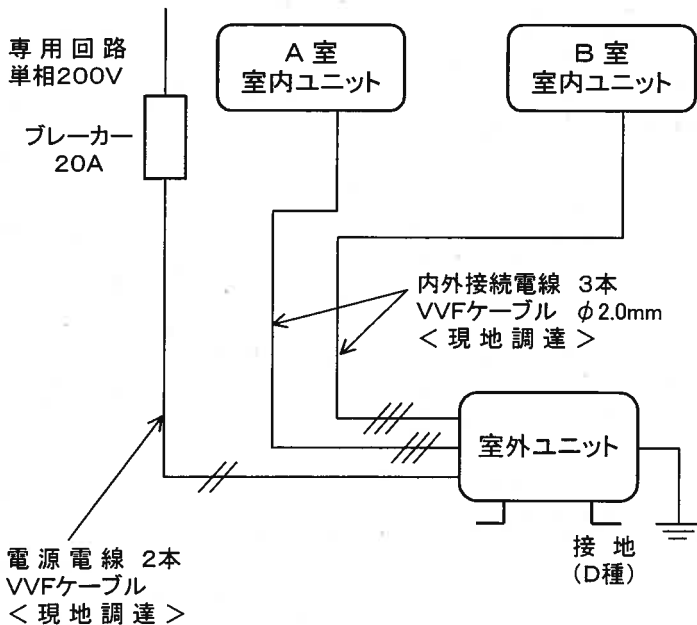 専用回路
単相200V
ブレーカー
20A
A 室
室内ユニット
B 室
室内ユニット
内外接続電線 3本
VVFケーブル φ2.0mm
<現地調達>
室外ユニット
接地
(D種)
電源電線 2本
VVFケーブル
<現地調達>